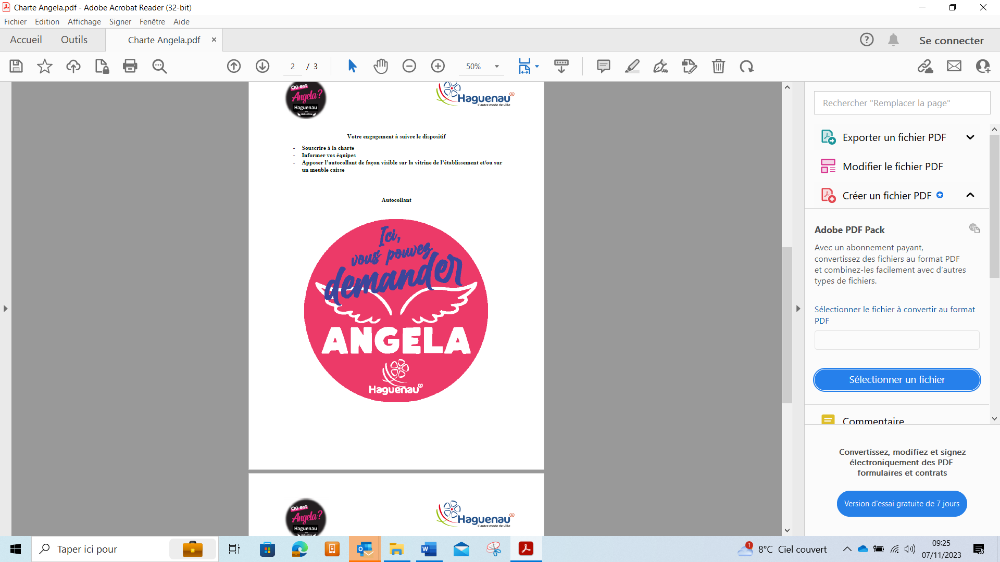 Charte Angela.pdf - Adobe Acrobat Reader (32-bit)
Fichier Edition Affichage Signer Fenêtre Aide
Accueil Outils Charte Angela.pdf × Se connecter
2 / 3 50%
Où est
Angela?
Haguenau
HeForShe
Haguenau
L'autre mode de ville
Votre engagement à suivre le dispositif
- Souscrire à la charte
- Informer vos équipes
- Apposer l'autocollant de façon visible sur la vitrine de l'établissement et/ou sur
un meuble caisse
Autocollant
Ici,
vous pouvez
demander
ANGELA
Haguenau
Où est
Angela?
Haguenau
Haguenau
L'autre mode de ville
Rechercher "Remplacer la page"
Exporter un fichier PDF
Modifier le fichier PDF
Créer un fichier PDF
Adobe PDF Pack
Avec un abonnement payant,
convertissez des fichiers au format PDF
et combinez-les facilement avec d'autres
types de fichiers.
Sélectionner le fichier à convertir au format
PDF
Sélectionner un fichier
Commentaire
Convertissez, modifiez et signez
électroniquement des PDF
formulaires et contrats
Version d'essai gratuite de 7 jours
Taper ici pour
1
8°C Ciel couvert
09:25
07/11/2023